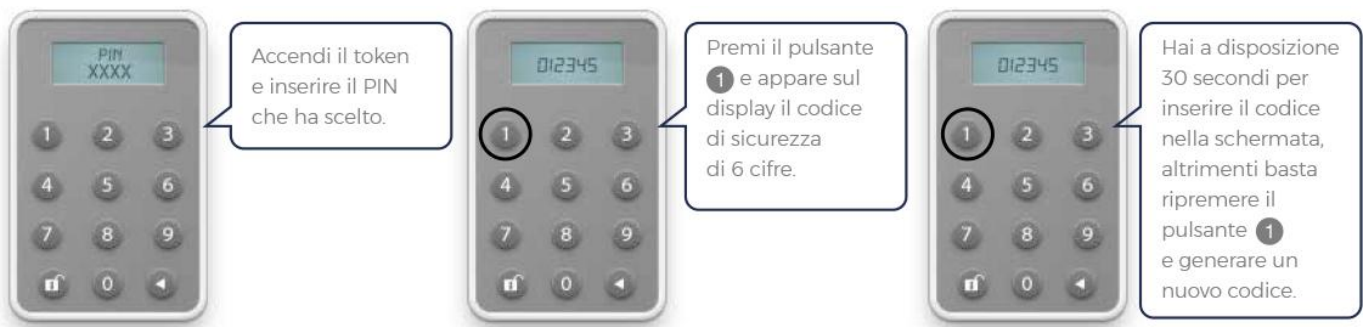 PIN
XXXX
1 2 3
4 5 6
7 8 9
0
Accendi il token
e inserire il PIN
che ha scelto.
012345
1 2 3
4 5 6
7 8 9
0
Premi il pulsante
1 e appare sul
display il codice
di sicurezza
di 6 cifre.
012345
1 2 3
4 5 6
7 8 9
0
Hai a disposizione
30 secondi per
inserire il codice
nella schermata,
altrimenti basta
ripremere il
pulsante 1
e generare un
nuovo codice.